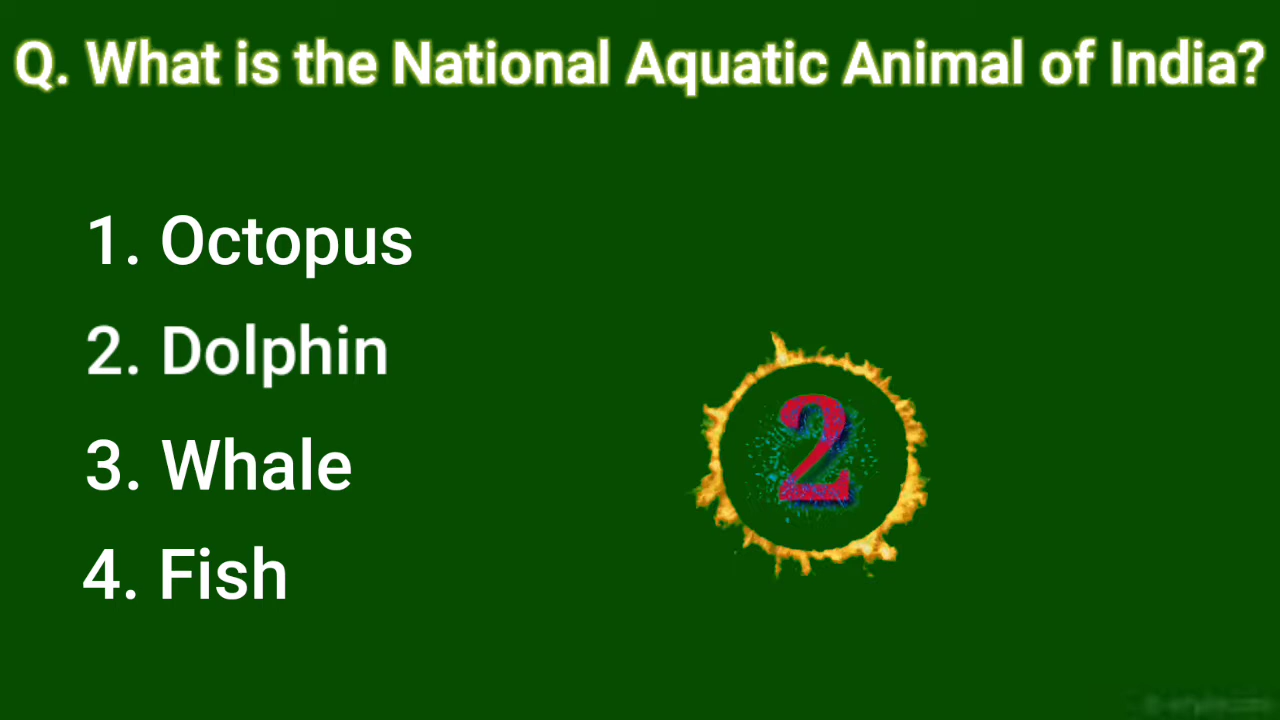 Q. What is the National Aquatic Animal of India?
1. Octopus
2. Dolphin
3. Whale
4. Fish
2